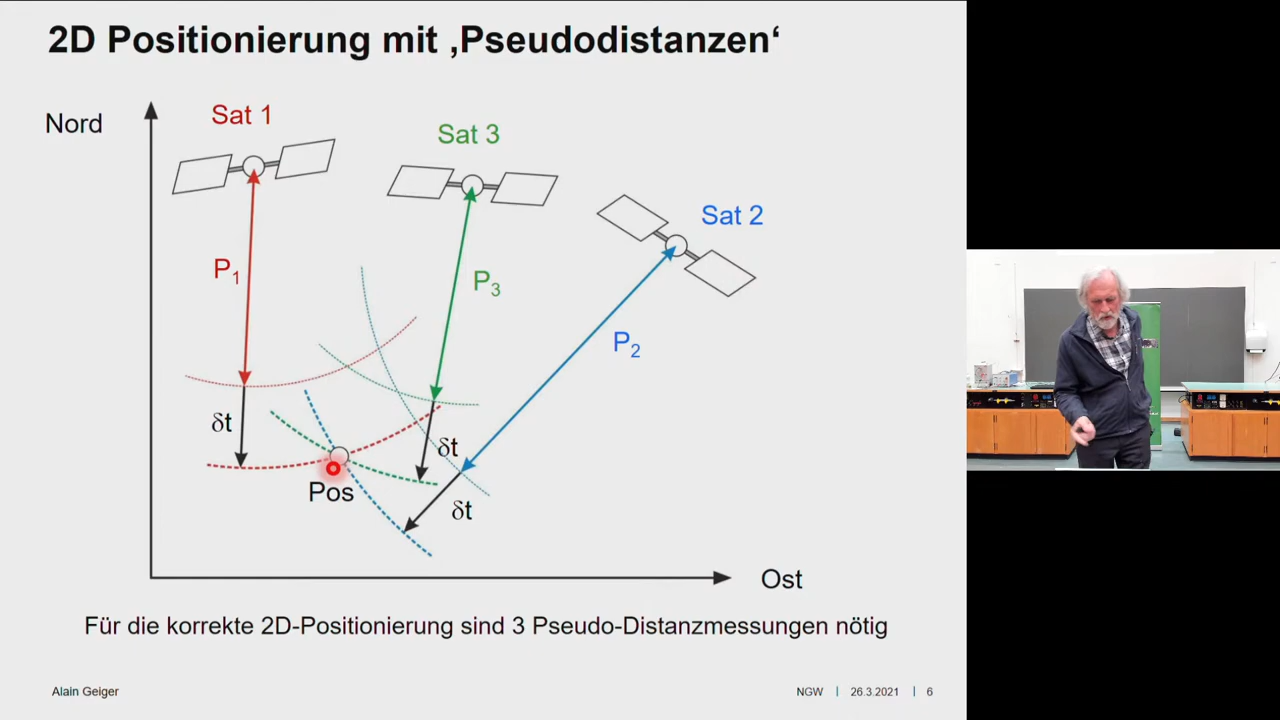 2D Positionierung mit ‚Pseudodistanzen‘
Nord
Sat 1
Sat 3
Sat 2
P1
P3
P2
δt
δt
δt
Pos
Ost
Für die korrekte 2D-Positionierung sind 3 Pseudo-Distanzmessungen nötig
Alain Geiger
NGW | 26.3.2021 | 6